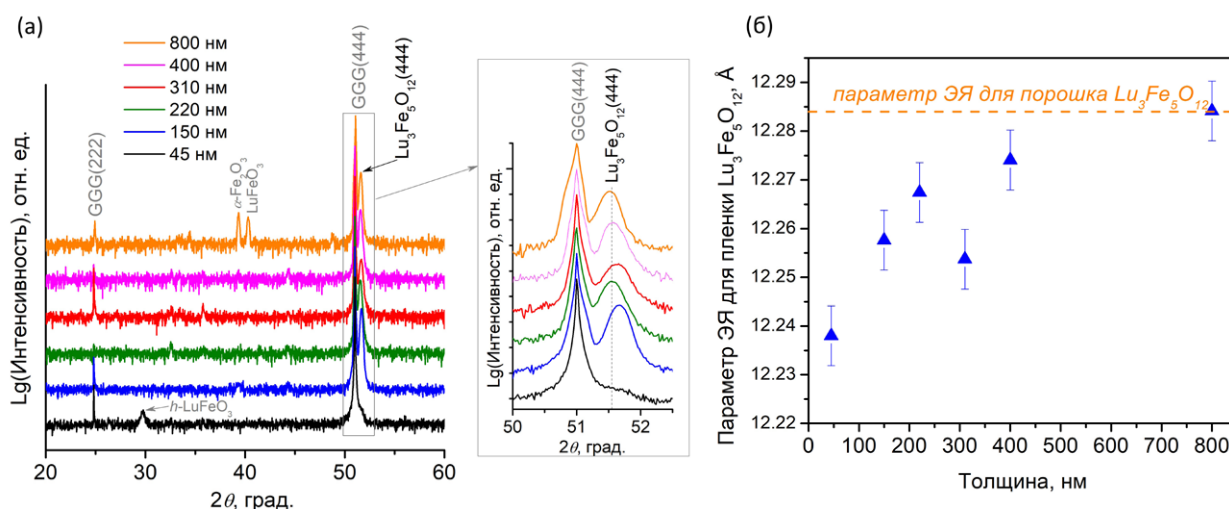 (а)
800 нм
400 нм
310 нм
220 нм
150 нм
45 нм
GGG(222)
α-Fe₂O₃
LuFeO₃
h-LuFeO₃
GGG(444)
Lu₃Fe₅O₁₂(444)
Lg(Интенсивность), отн. ед.
20 30 40 50 60
2θ, град.
GGG(444)
Lu₃Fe₅O₁₂(444)
Lg(Интенсивность), отн. ед.
50 51 52
2θ, град.
(б)
параметр ЭЯ для порошка Lu₃Fe₅O₁₂
Параметр ЭЯ для пленки Lu₃Fe₅O₁₂, Å
12.29
12.28
12.27
12.26
12.25
12.24
12.23
12.22
0 100 200 300 400 500 600 700 800
Толщина, нм